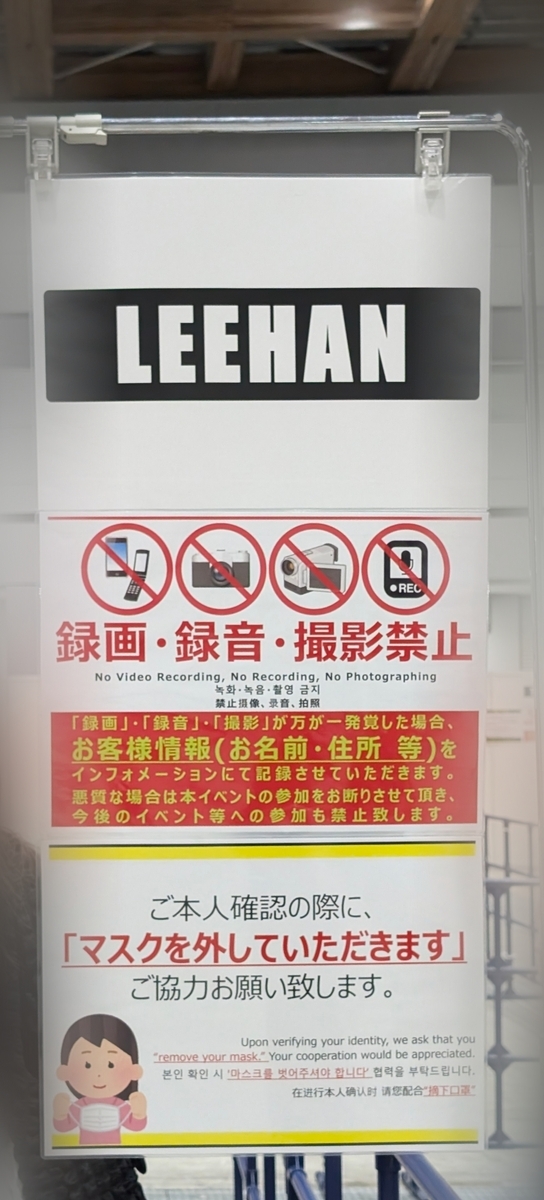 LEEHAN
REC
録画・録音・撮影禁止
No Video Recording, No Recording, No Photographing
녹화·녹음·촬영 금지
禁止摄像、录音、拍照
「録画」・「録音」・「撮影」が万が一発覚した場合、
お客様情報(お名前・住所 等)を
インフォメーションにて記録させていただきます。
悪質な場合は本イベントの参加をお断りさせて頂き、
今後のイベント等への参加も禁止致します。
ご本人確認の際に、
「マスクを外していただきます」
ご協力お願い致します。
Upon verifying your identity, we ask that you
“remove your mask.” Your cooperation would be appreciated.
본인 확인 시 '마스크를 벗어주셔야 합니다' 협력을 부탁드립니다.
在进行本人确认时 请您配合“摘下口罩”